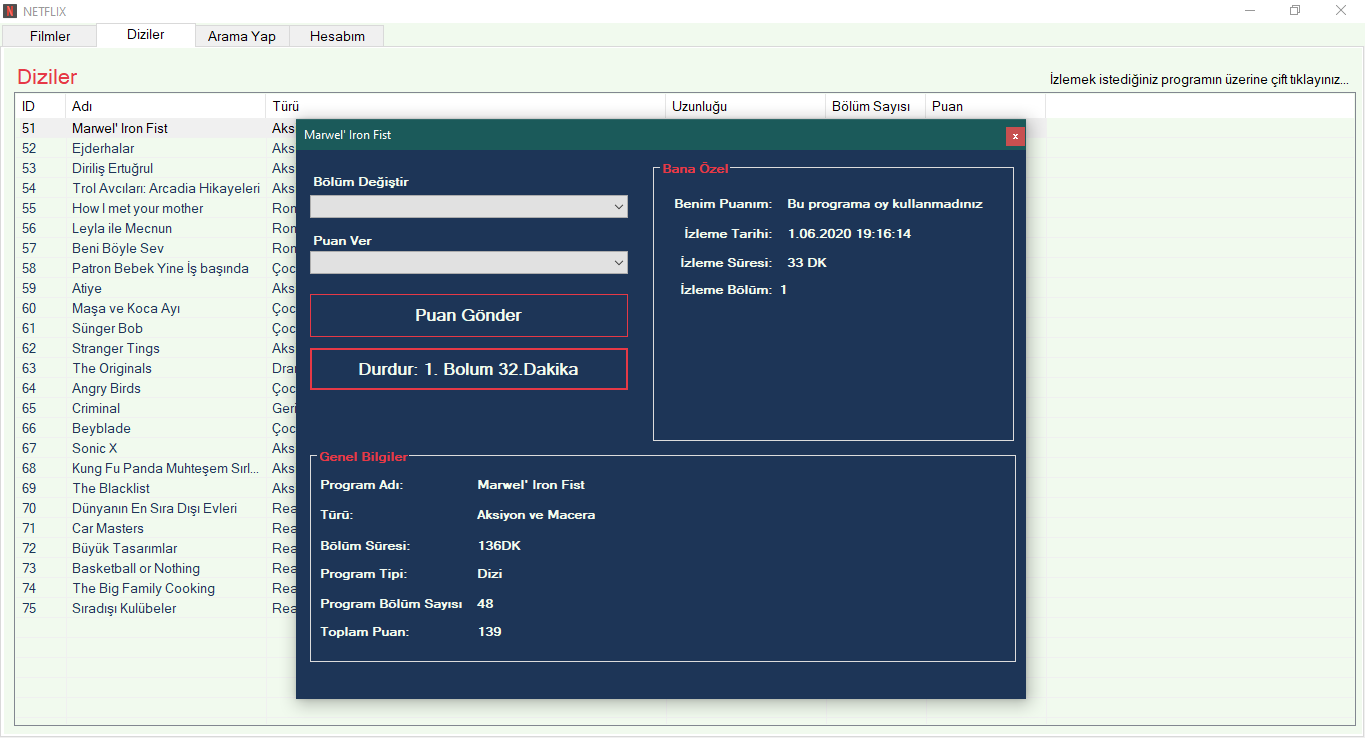 N NETFLIX
Filmler Diziler Arama Yap Hesabım
Diziler
İzlemek istediğiniz programın üzerine çift tıklayınız...
ID Adı Türü Uzunluğu Bölüm Sayısı Puan
51 Marwel' Iron Fist Aks
52 Ejderhalar Aks
53 Diriliş Ertuğrul Aks
54 Trol Avcıları: Arcadia Hikayeleri Aks
55 How I met your mother Ron
56 Leyla ile Mecnun Ron
57 Beni Böyle Sev Ron
58 Patron Bebek Yine İş başında Çoc
59 Atiye Aks
60 Maşa ve Koca Ayı Çoc
61 Sünger Bob Çoc
62 Stranger Tings Aks
63 The Originals Drar
64 Angry Birds Çoc
65 Criminal Geri
66 Beyblade Çoc
67 Sonic X Aks
68 Kung Fu Panda Muhteşem Sırl... Aks
69 The Blacklist Aks
70 Dünyanın En Sıra Dışı Evleri Rea
71 Car Masters Rea
72 Büyük Tasarımlar Rea
73 Basketball or Nothing Rea
74 The Big Family Cooking Rea
75 Sıradışı Kulübeler Rea
Marwel' Iron Fist x
Bölüm Değiştir
Puan Ver
Puan Gönder
Durdur: 1. Bolum 32.Dakika
Bana Özel
Benim Puanım: Bu programa oy kullanmadınız
İzleme Tarihi: 1.06.2020 19:16:14
İzleme Süresi: 33 DK
İzleme Bölüm: 1
Genel Bilgiler
Program Adı: Marwel' Iron Fist
Türü: Aksiyon ve Macera
Bölüm Süresi: 136DK
Program Tipi: Dizi
Program Bölüm Sayısı 48
Toplam Puan: 139